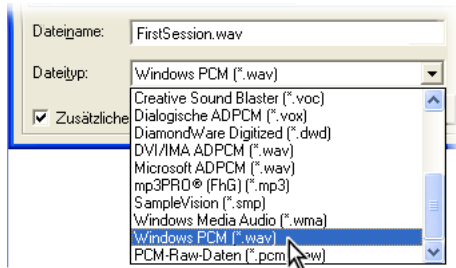 Dateiname: FirstSession.wav
Dateityp: Windows PCM (*.wav)
Creative Sound Blaster (*.voc)
Dialogische ADPCM (*.vox)
DiamondWare Digitized (*.dwd)
DVI/IMA ADPCM (*.wav)
Microsoft ADPCM (*.wav)
mp3PRO® (FhG) (*.mp3)
SampleVision (*.smp)
Zusätzliche
Windows Media Audio (*.wma)
Windows PCM (*.wav)
PCM-Raw-Daten (*.pcm